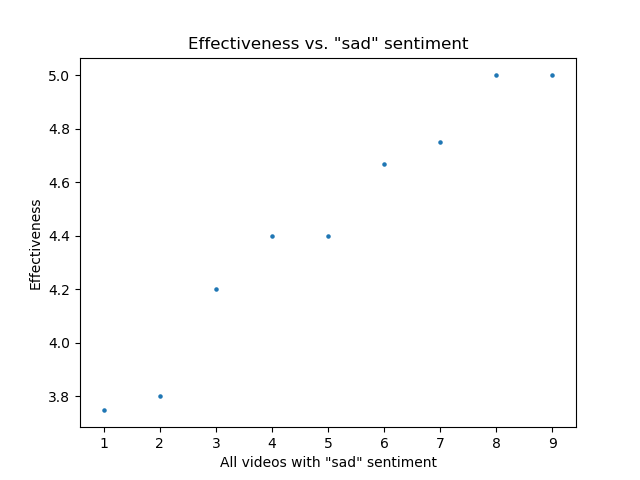 Effectiveness vs. "sad" sentiment
5.0
4.8
4.6
4.4
4.2
4.0
3.8
Effectiveness
1 2 3 4 5 6 7 8 9
All videos with "sad" sentiment